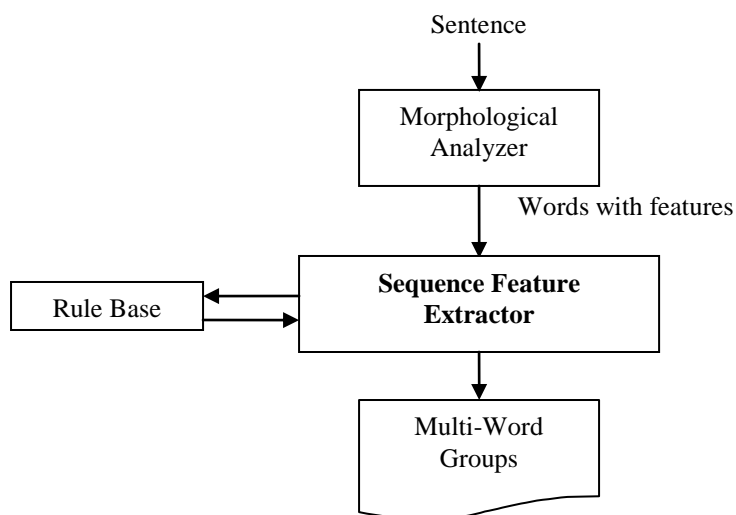 Sentence
Morphological
Analyzer
Words with features
Sequence Feature
Extractor
Rule Base
Multi-Word
Groups